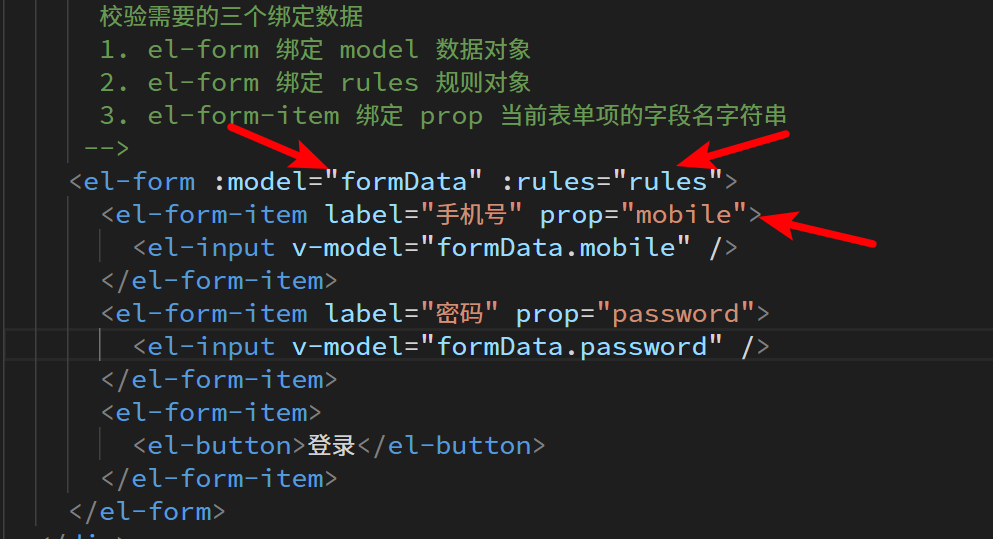 校验需要的三个绑定数据
1. el-form 绑定 model 数据对象
2. el-form 绑定 rules 规则对象
3. el-form-item 绑定 prop 当前表单项的字段名字符串
-->
<el-form :model="formData" :rules="rules">
<el-form-item label="手机号" prop="mobile">
<el-input v-model="formData.mobile" />
</el-form-item>
<el-form-item label="密码" prop="password">
<el-input v-model="formData.password" />
</el-form-item>
<el-form-item>
<el-button>登录</el-button>
</el-form-item>
</el-form>